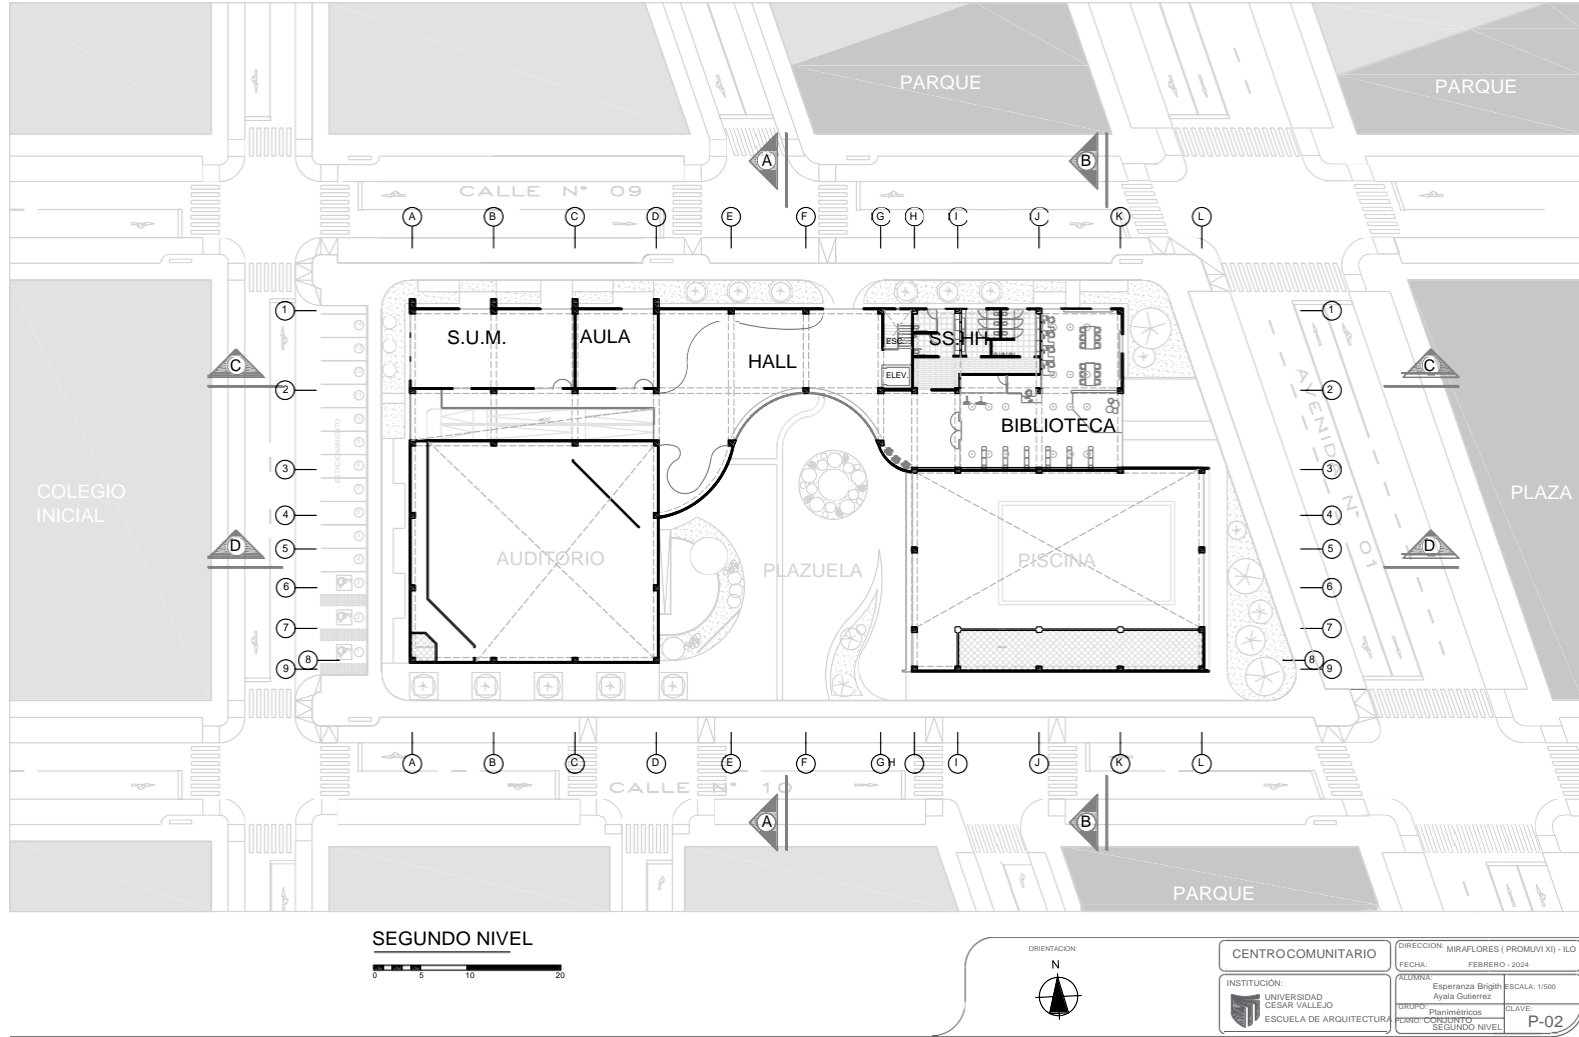 PARQUE
PARQUE
A
B
CALLE N° 09
A B C D E F G H I J K L
1
1
S.U.M.
AULA
HALL
ESC.
SS.HH.
ELEV.
C
C
2
2
AVENIDA N° 01
ESTACIONAMIENTO
BIBLIOTECA
3
3
COLEGIO
INICIAL
PLAZA
4
4
D
D
5
5
AUDITORIO
PLAZUELA
PISCINA
6
6
7
7
8
8
9
9
A B C D E F G H I J K L
CALLE N° 10
A
B
PARQUE
SEGUNDO NIVEL
0 5 10 20
ORIENTACION:
N
CENTRO COMUNITARIO
DIRECCION: MIRAFLORES ( PROMUVI XI) - ILO
FECHA: FEBRERO - 2024
INSTITUCIÓN:
UNIVERSIDAD
CESAR VALLEJO
ESCUELA DE ARQUITECTURA
ALUMNA:
Esperanza Brigith
Ayala Gutierrez
ESCALA: 1/500
GRUPO: Planimétricos
PLANO: CONJUNTO
SEGUNDO NIVEL
CLAVE:
P-02